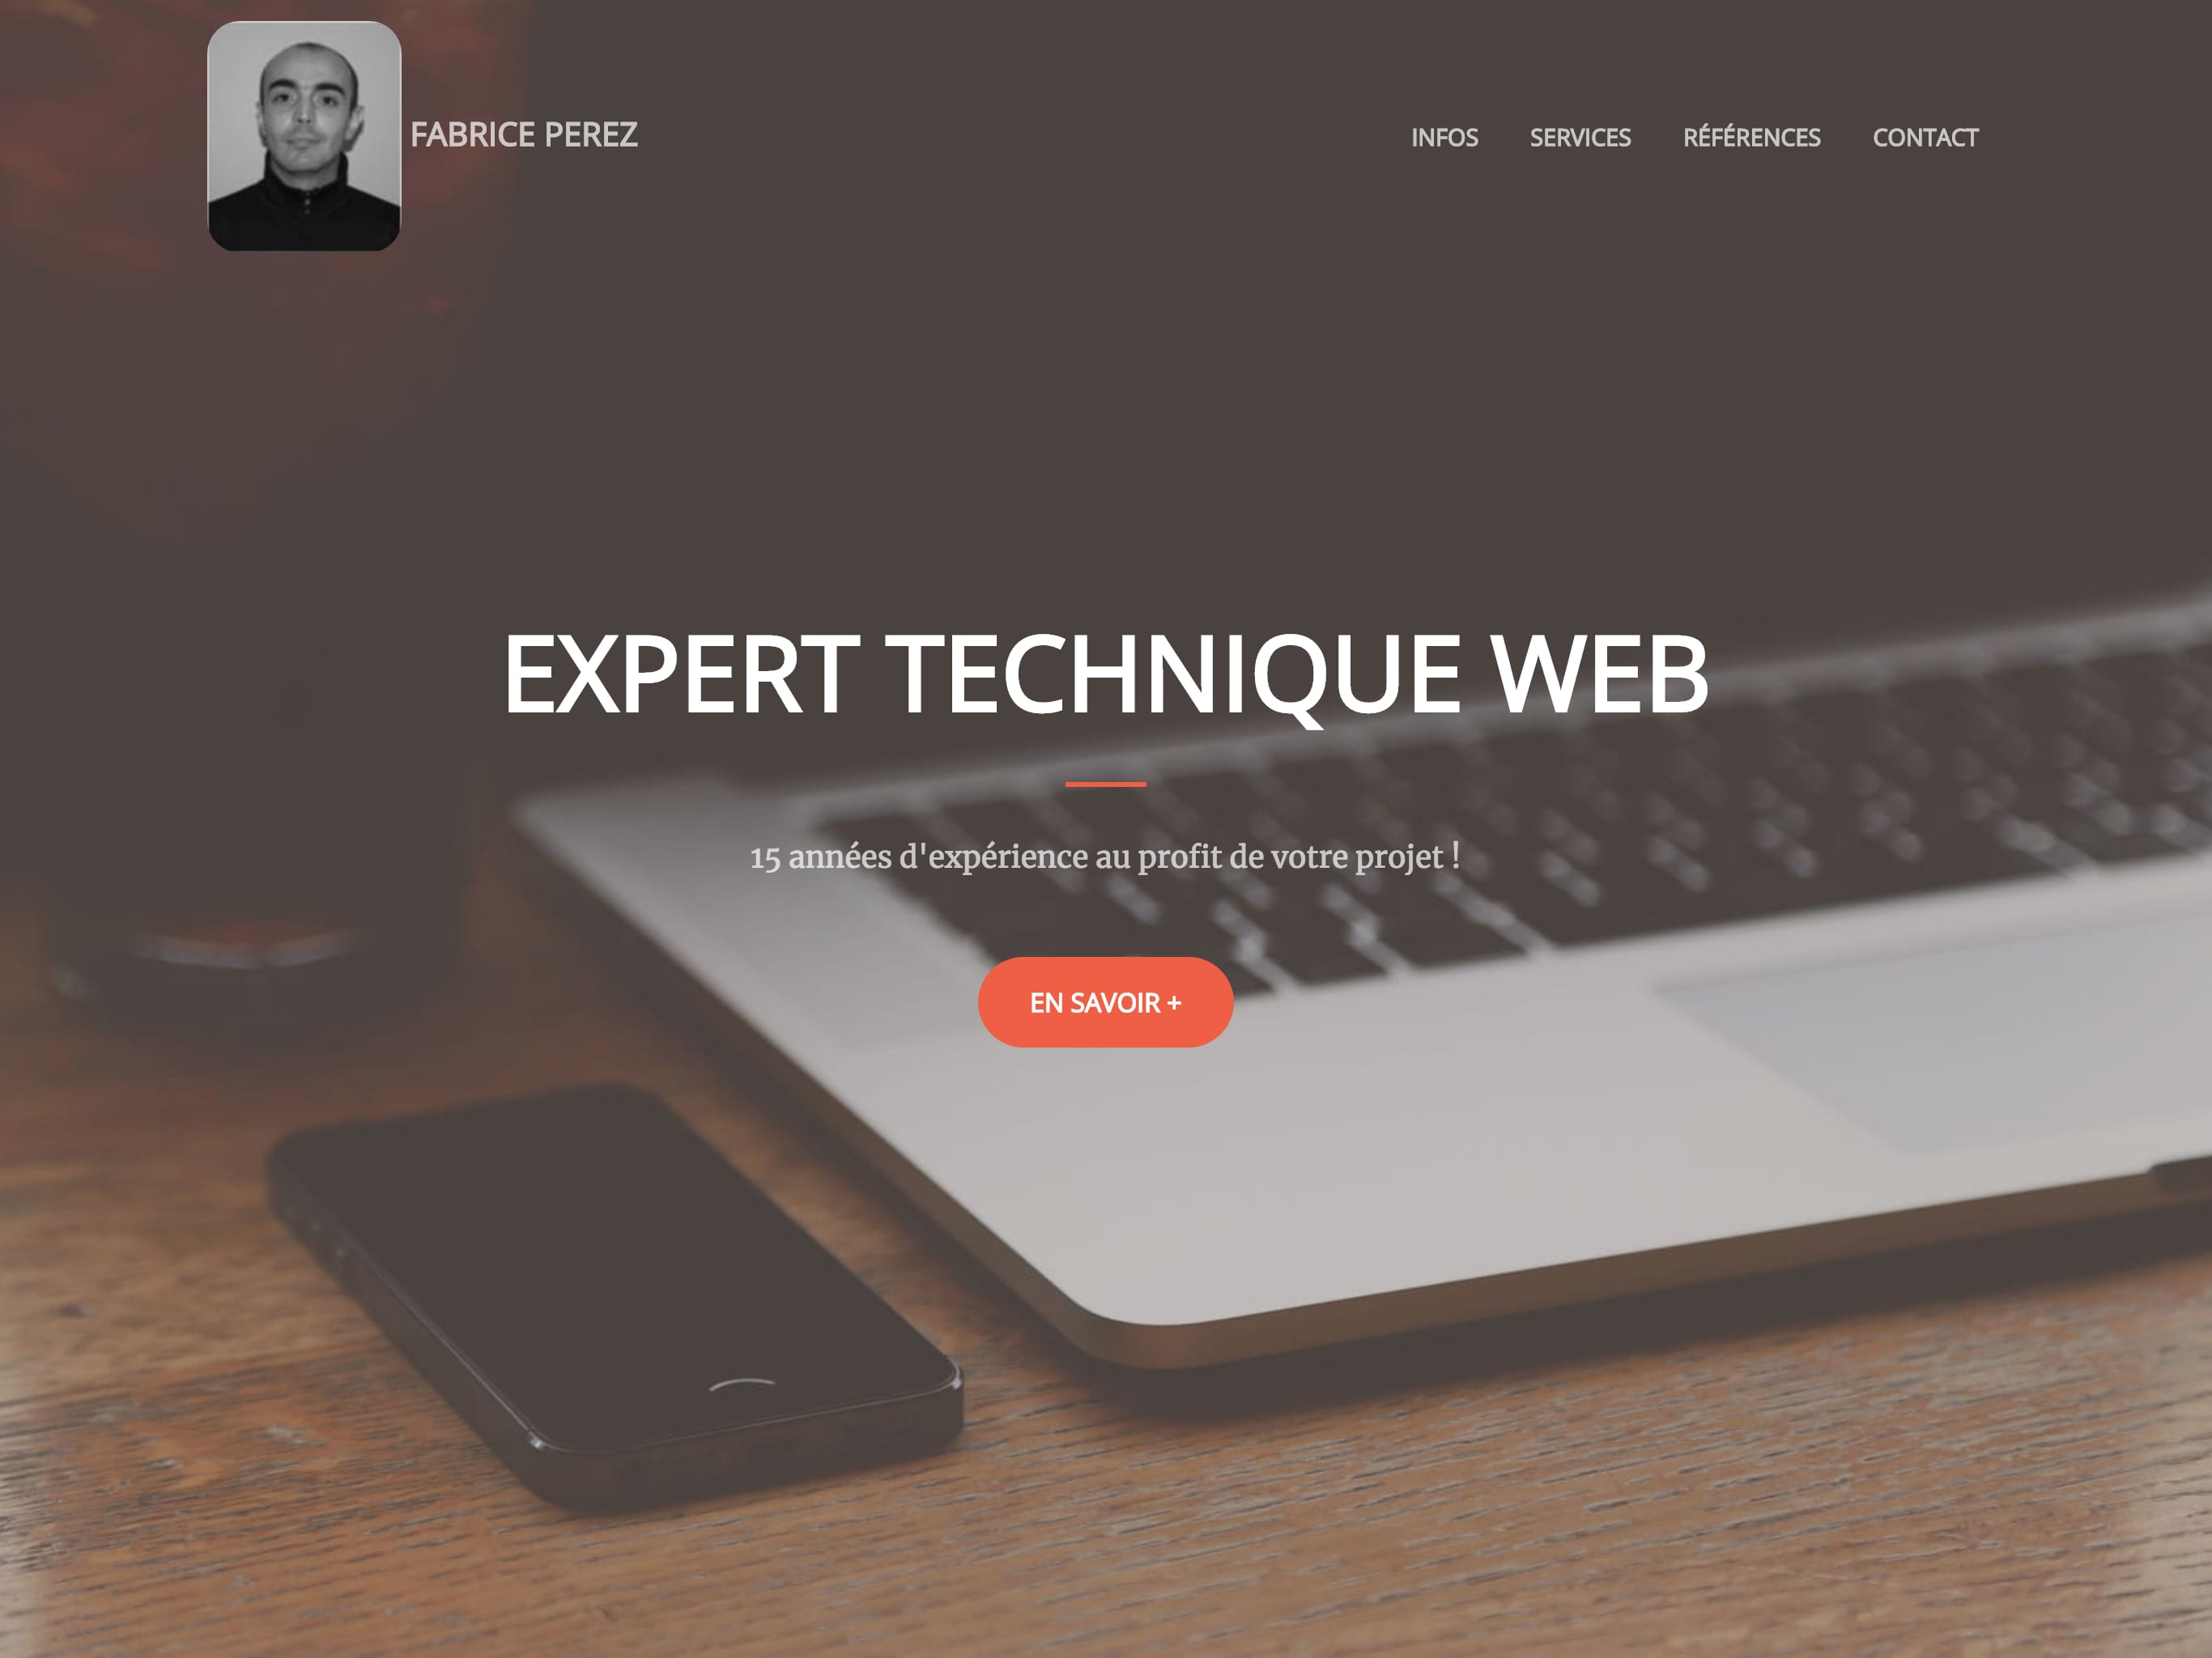 FABRICE PEREZ
INFOS SERVICES RÉFÉRENCES CONTACT
EXPERT TECHNIQUE WEB
15 années d'expérience au profit de votre projet !
EN SAVOIR +